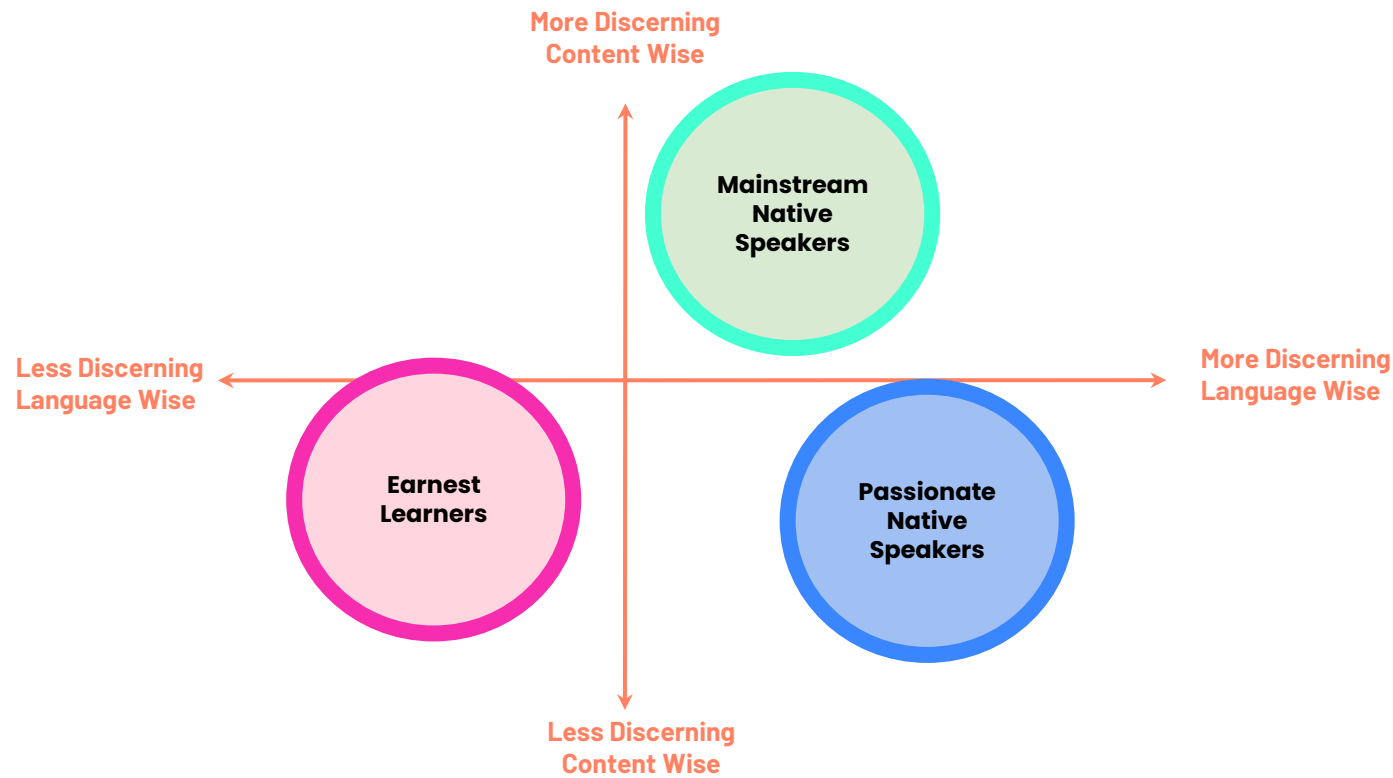 More Discerning
Content Wise
Mainstream
Native
Speakers
Less Discerning
Language Wise
More Discerning
Language Wise
Earnest
Learners
Passionate
Native
Speakers
Less Discerning
Content Wise